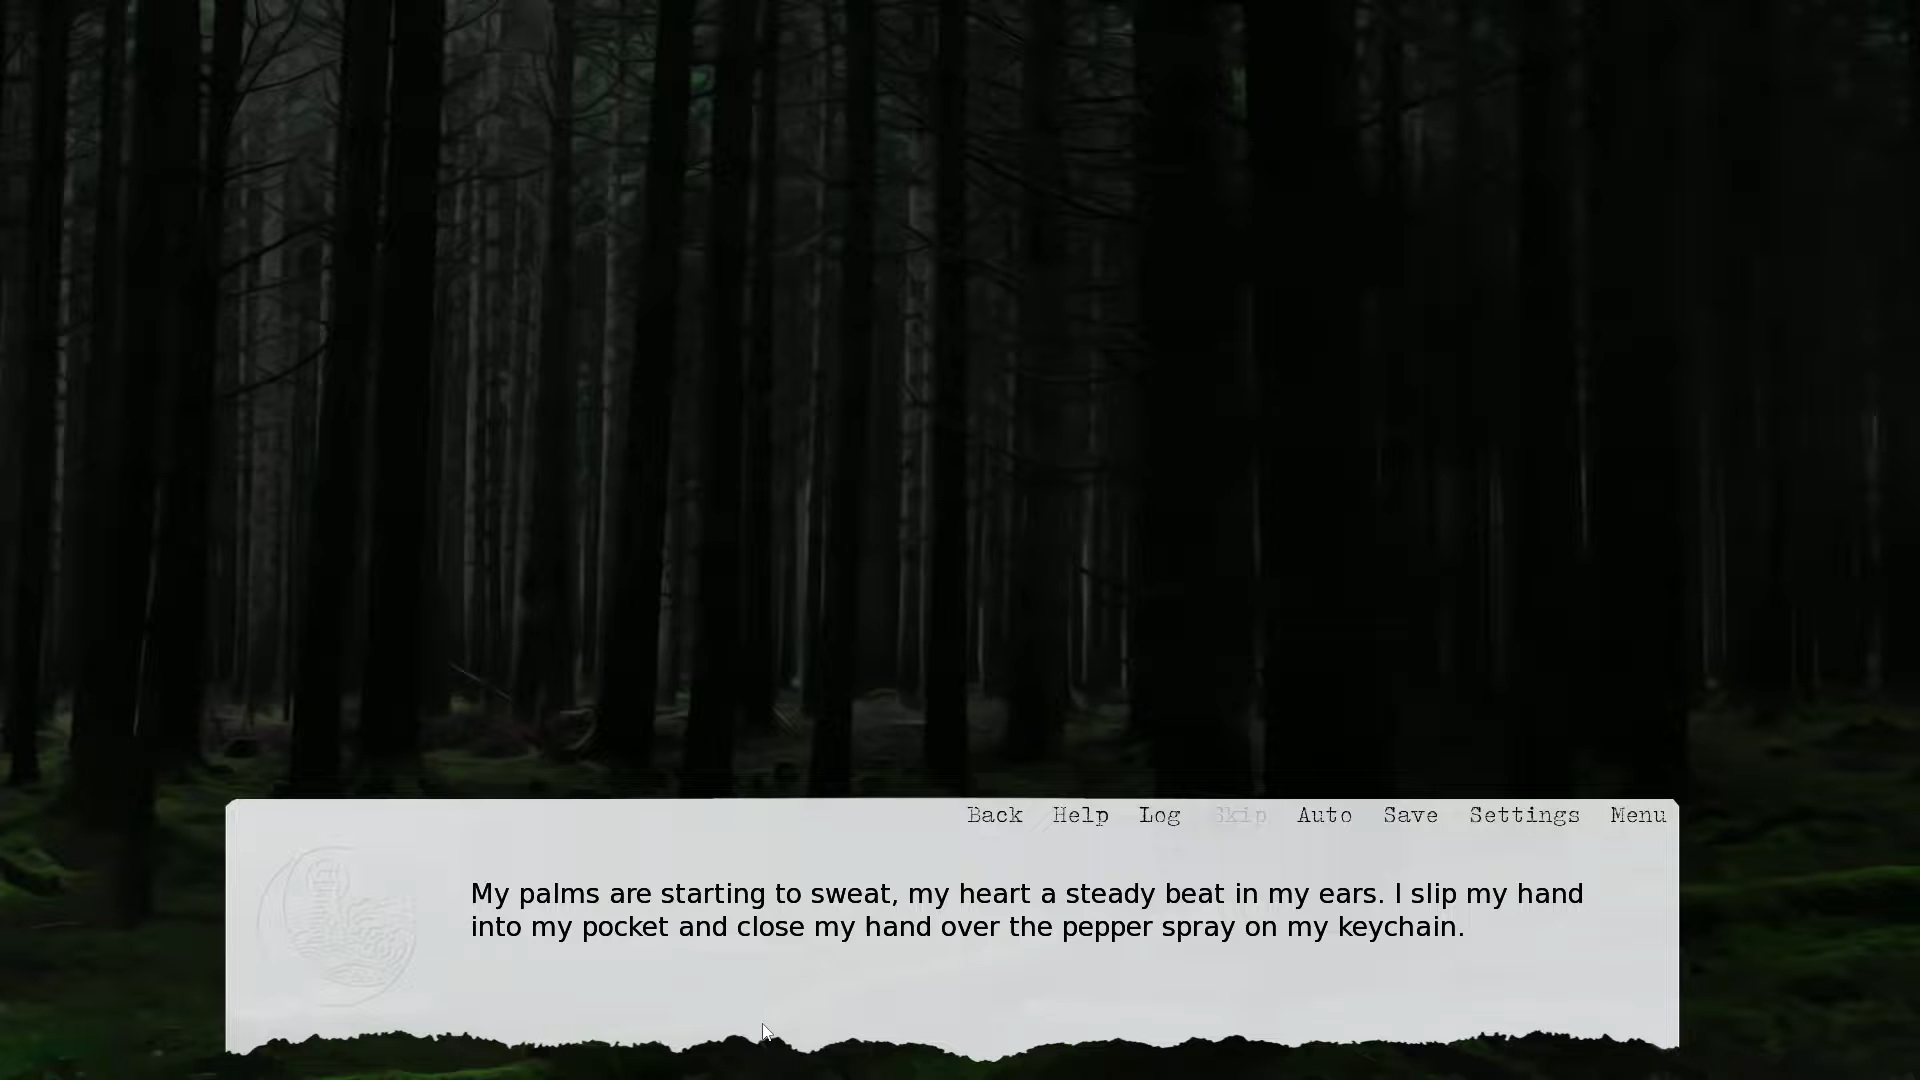 Back Help Log Skip Auto Save Settings Menu
My palms are starting to sweat, my heart a steady beat in my ears. I slip my hand
into my pocket and close my hand over the pepper spray on my keychain.